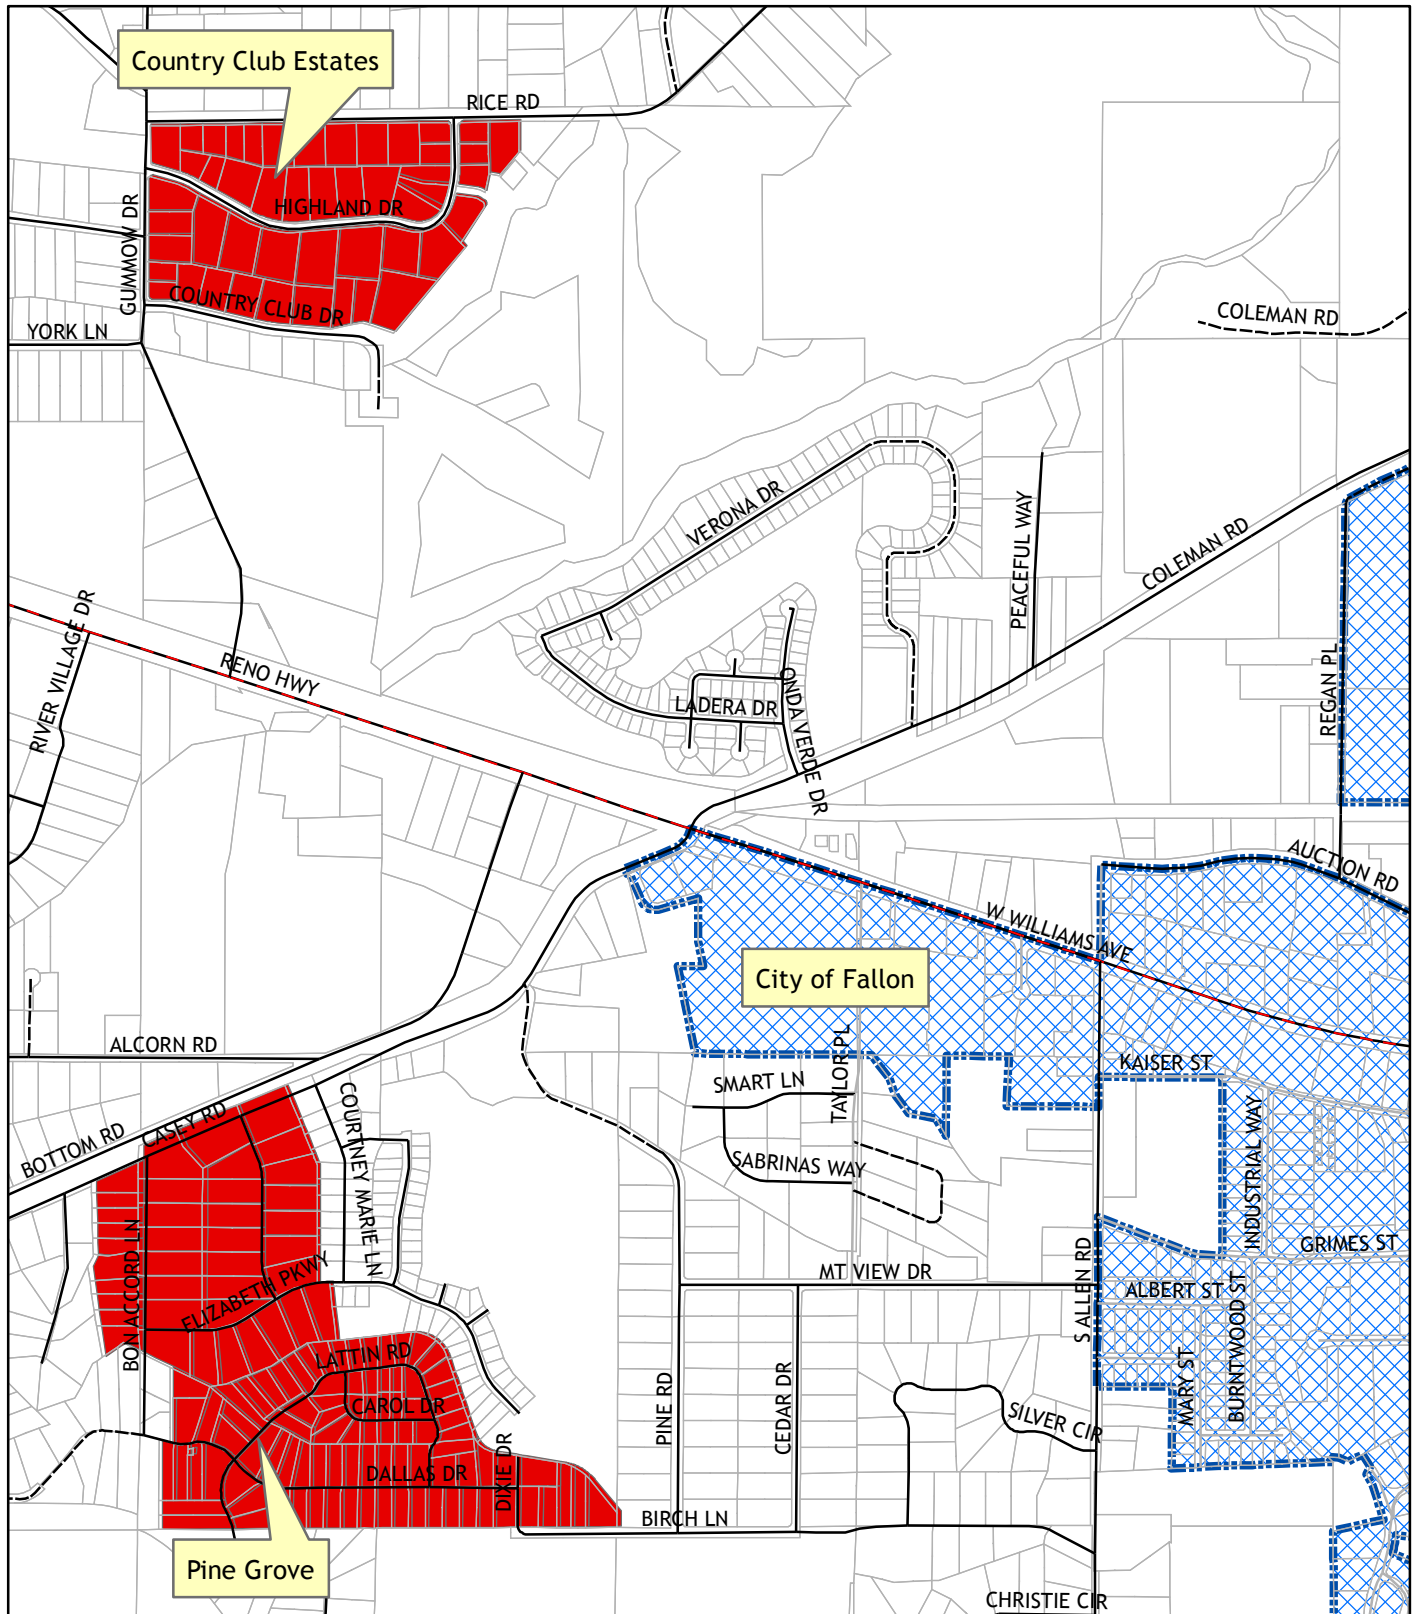 Country Club Estates
RICE RD
HIGHLAND DR
GUMMOW DR
COUNTRY CLUB DR
YORK LN
COLEMAN RD
VERONA DR
PEACEFUL WAY
COLEMAN RD
RIVER VILLAGE DR
RENO HWY
LADERA DR
ONDA VERDE DR
REGAN PL
AUCTION RD
W WILLIAMS AVE
City of Fallon
ALCORN RD
TAYLOR PL
KAISER ST
SMART LN
COURTNEY MARIE LN
CASEY RD
BOTTOM RD
SABRINAS WAY
INDUSTRIAL WAY
BON ACCORD LN
S ALLEN RD
GRIMES ST
MT VIEW DR
ELIZABETH PKWY
ALBERT ST
BURNTWOOD ST
LATTIN RD
MARY ST
PINE RD
CEDAR DR
CAROL DR
SILVER CIR
DALLAS DR
DIXIE DR
BIRCH LN
Pine Grove
CHRISTIE CIR